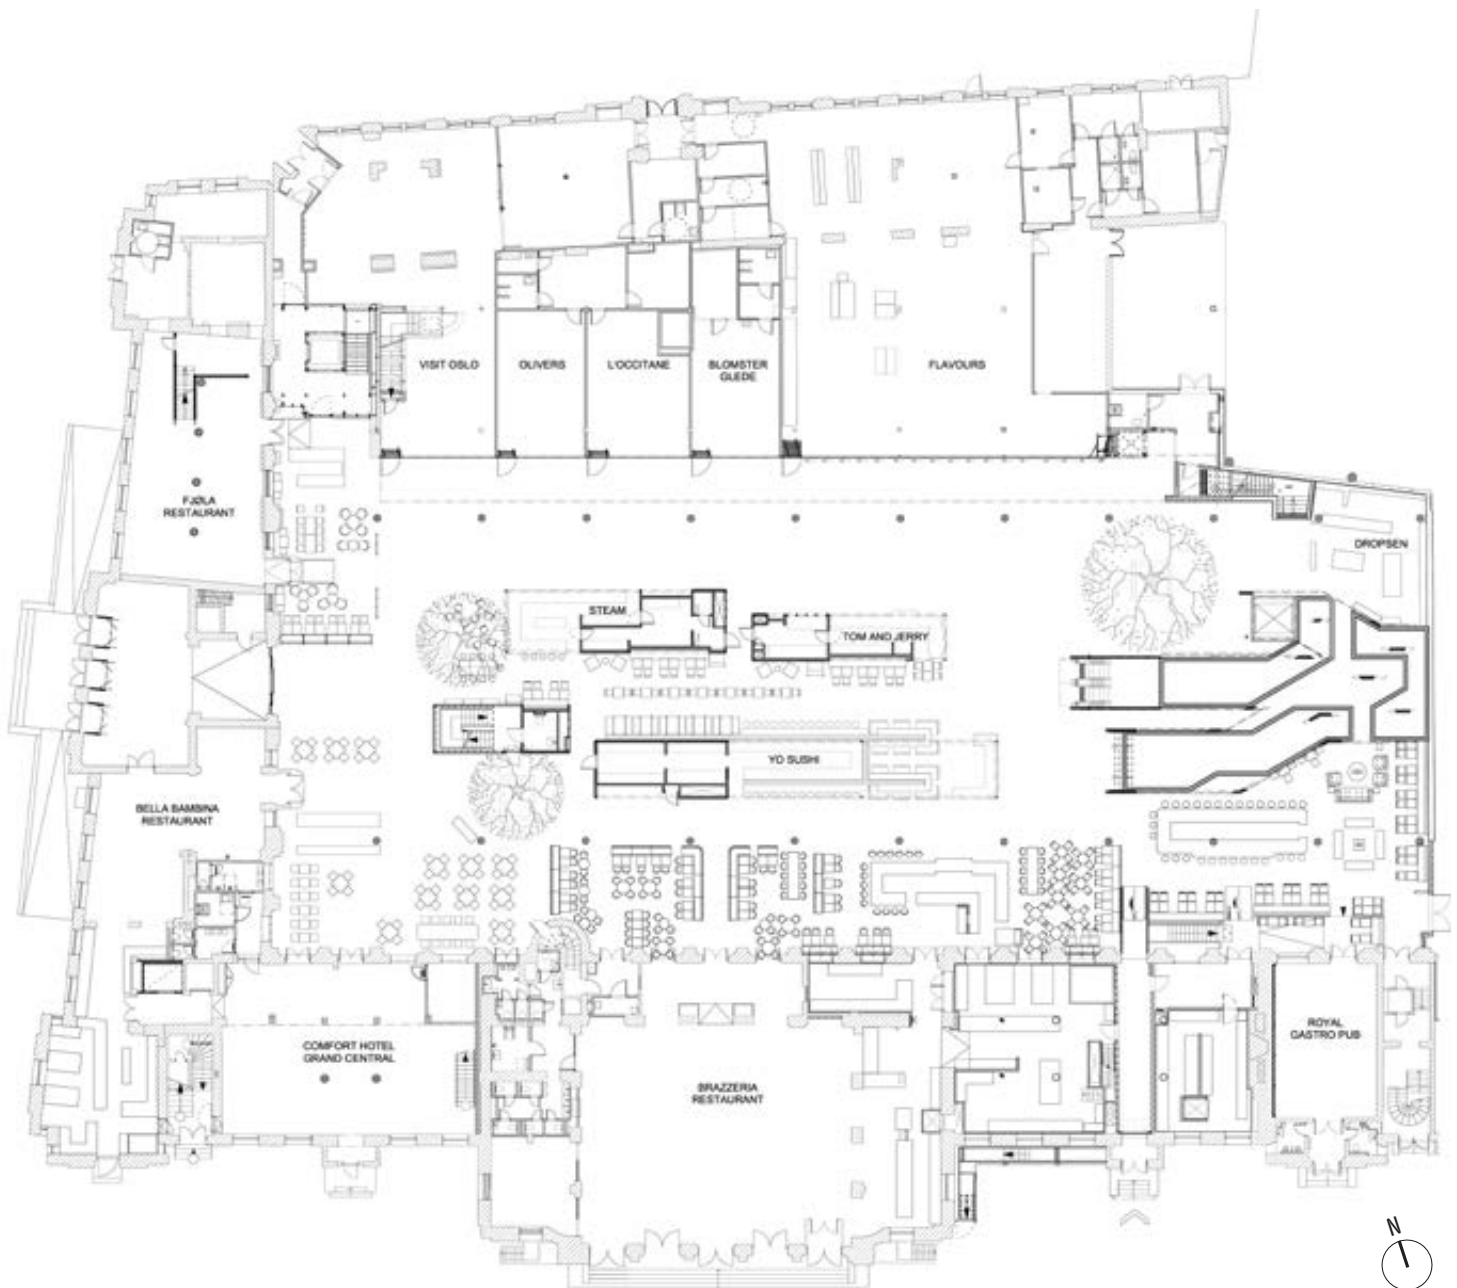 VISIT OSLO
OLIVERS
L'OCCITANE
BLOMSTER
GLEDE
FLAVOURS
FJØLA
RESTAURANT
DROPSEN
STEAM
TOM AND JERRY
YO SUSHI
BELLA BAMBINA
RESTAURANT
COMFORT HOTEL
GRAND CENTRAL
ROYAL
GASTRO PUB
BRAZZERIA
RESTAURANT
N